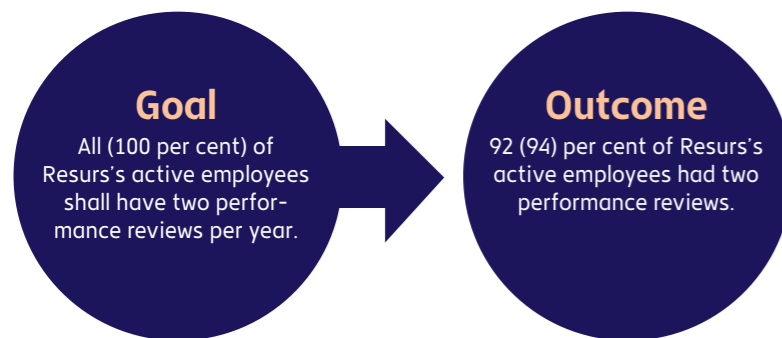 Goal
All (100 per cent) of
Resurs's active employees
shall have two perfor-
mance reviews per year.
Outcome
92 (94) per cent of Resurs's
active employees had two
performance reviews.